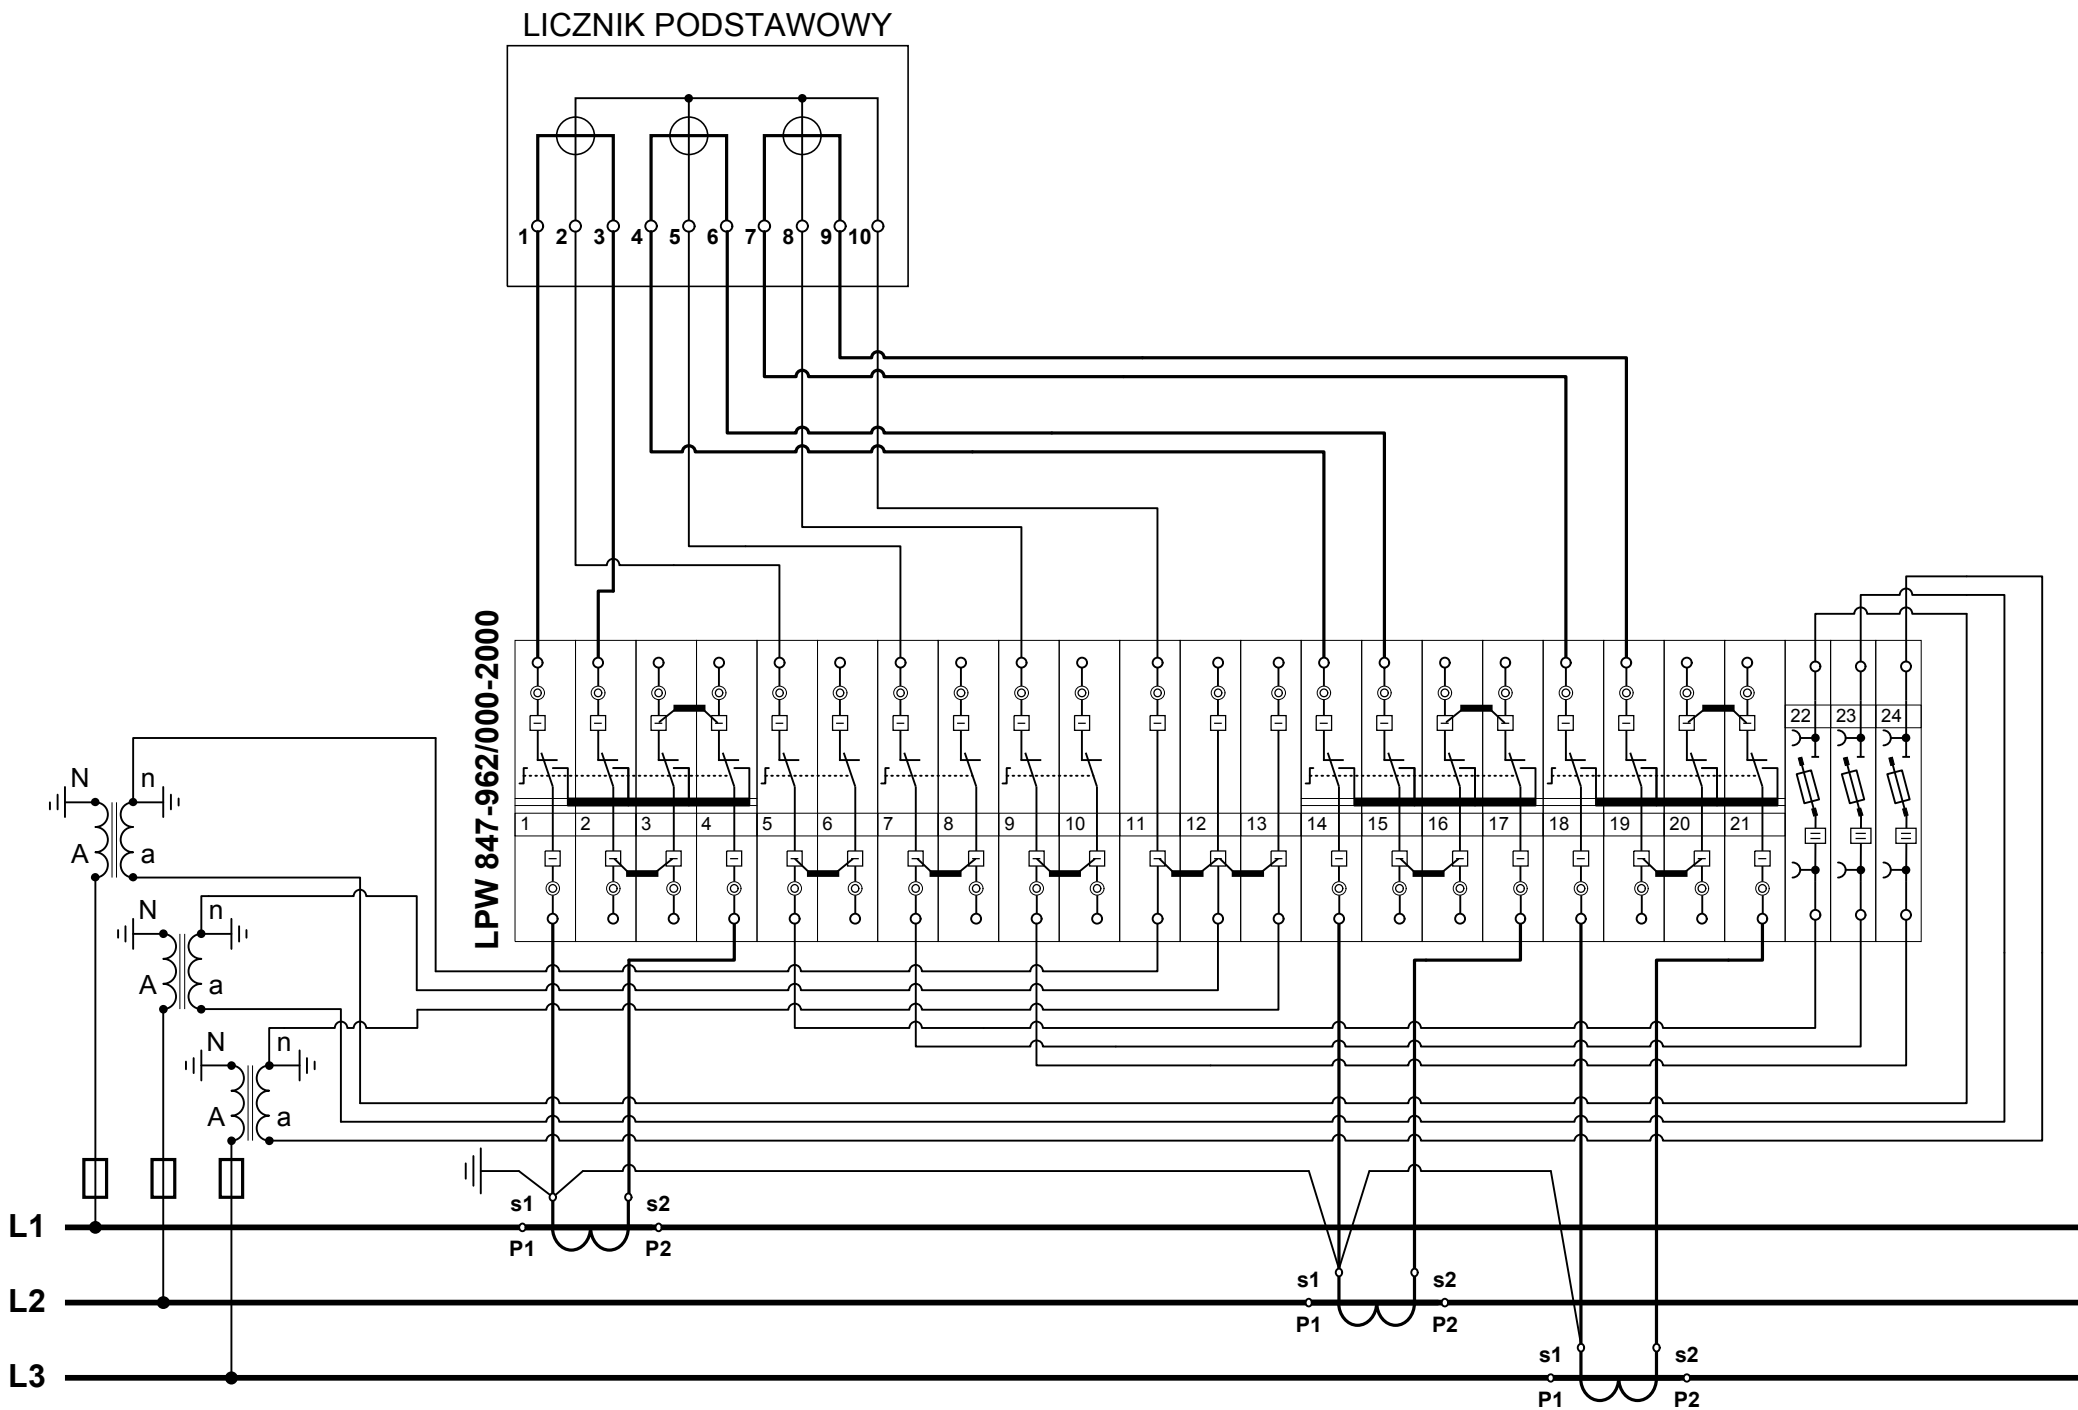 LICZNIK PODSTAWOWY
1 2 3 4 5 6 7 8 9 10
LPW 847-962/000-2000
22 23 24
1 2 3 4 5 6 7 8 9 10 11 12 13 14 15 16 17 18 19 20 21
N n
A a
N n
A a
N n
A a
s1 s2
L1
P1 P2
s1 s2
L2
P1 P2
s1 s2
L3
P1 P2